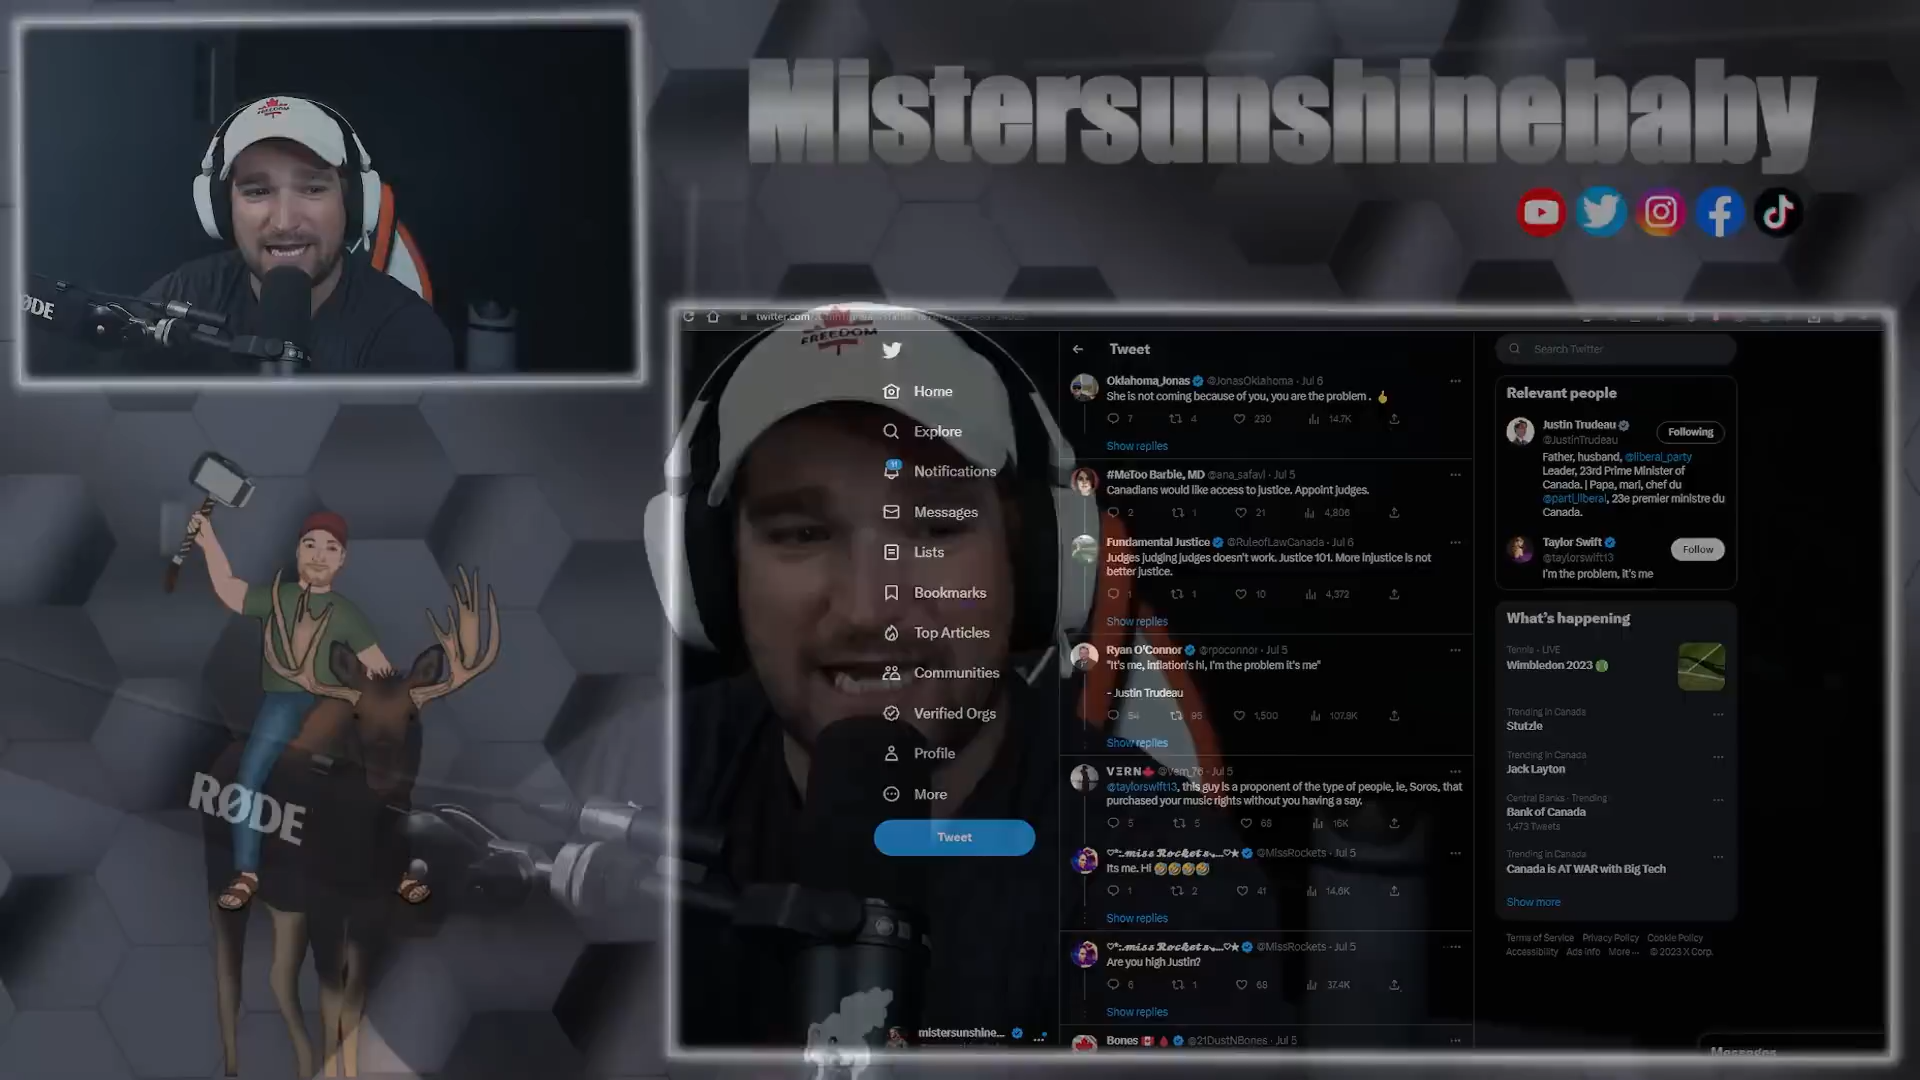 Mistersunshinebaby
FREEDOM
RØDE
twitter.com
FREEDOM
Home
Explore
11
Notifications
Messages
Lists
Bookmarks
Top Articles
Communities
Verified Orgs
Profile
More
Tweet
mistersunshine...
Tweet
Oklahoma_Jonas @JonasOklahoma · Jul 6
She is not coming because of you, you are the problem .
7 4 230 14.7K
Show replies
#MeToo Barbie, MD @ana_safavi · Jul 5
Canadians would like access to justice. Appoint judges.
2 1 21 4,806
Fundamental Justice @RuleofLawCanada · Jul 6
Judges judging judges doesn't work. Justice 101. More injustice is not
better justice.
1 1 10 4,372
Show replies
Ryan O'Connor @rpoconnor · Jul 5
"It's me, inflation's hi, I'm the problem it's me"
- Justin Trudeau
54 95 1,500 107.9K
Show replies
VΞRN @Vern_76 · Jul 5
@taylorswift13, this guy is a proponent of the type of people, ie, Soros, that
purchased your music rights without you having a say.
5 5 68 16K
♡*:.miss Rockets.....♡★ @MissRockets · Jul 5
Its me. Hi 🤣🤣🤣🤣
1 2 41 14.6K
Show replies
♡*:.miss Rockets.....♡★ @MissRockets · Jul 5
Are you high Justin?
6 1 68 37.4K
Show replies
Bones @21DustNBones · Jul 5
Search Twitter
Relevant people
Justin Trudeau
Following
@JustinTrudeau
Father, husband, @liberal_party
Leader, 23rd Prime Minister of
Canada. | Papa, mari, chef du
@parti_liberal, 23e premier ministre du
Canada.
Taylor Swift
Follow
@taylorswift13
I'm the problem, it's me
What's happening
Tennis · LIVE
Wimbledon 2023
Trending in Canada
Stutzle
Trending in Canada
Jack Layton
Central Banks · Trending
Bank of Canada
1,473 Tweets
Trending in Canada
Canada is AT WAR with Big Tech
Show more
Terms of Service Privacy Policy Cookie Policy
Accessibility Ads info More ··· © 2023 X Corp.
Messages
RØDE